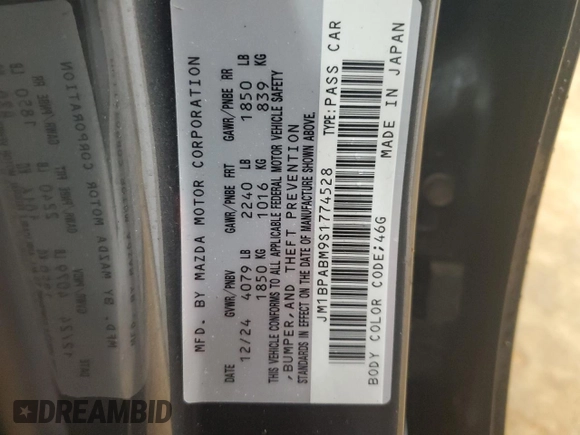 MFD. BY MAZDA MOTOR CORPORATION
DATE GVWR/PNBV GAWR/PNBE FRT GAWR/PNBE RR
12/24 4079 LB 2240 LB 1850 LB
1850 KG 1016 KG 839 KG
THIS VEHICLE CONFORMS TO ALL APPLICABLE FEDERAL MOTOR VEHICLE SAFETY
, BUMPER, AND THEFT PREVENTION
STANDARDS IN EFFECT ON THE DATE OF MANUFACTURE SHOWN ABOVE.
JM1BPABM9S1774528 TYPE:PASS CAR
BODY COLOR CODE;46G MADE IN JAPAN
DREAMBID